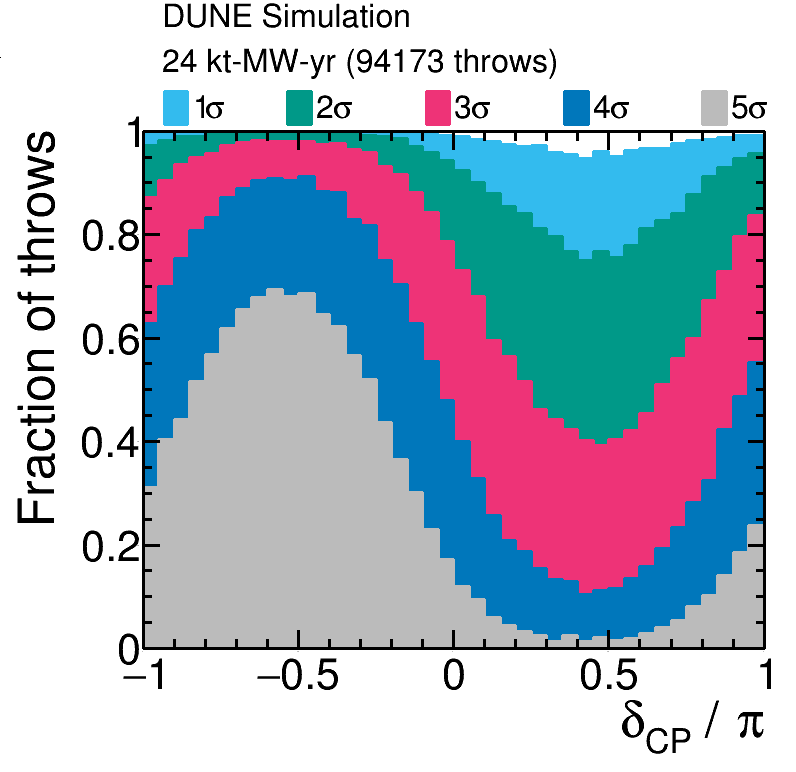 DUNE Simulation
24 kt-MW-yr (94173 throws)
1σ 2σ 3σ 4σ 5σ
Fraction of throws
1
0.8
0.6
0.4
0.2
0
−1 −0.5 0 0.5 1
δCP / π